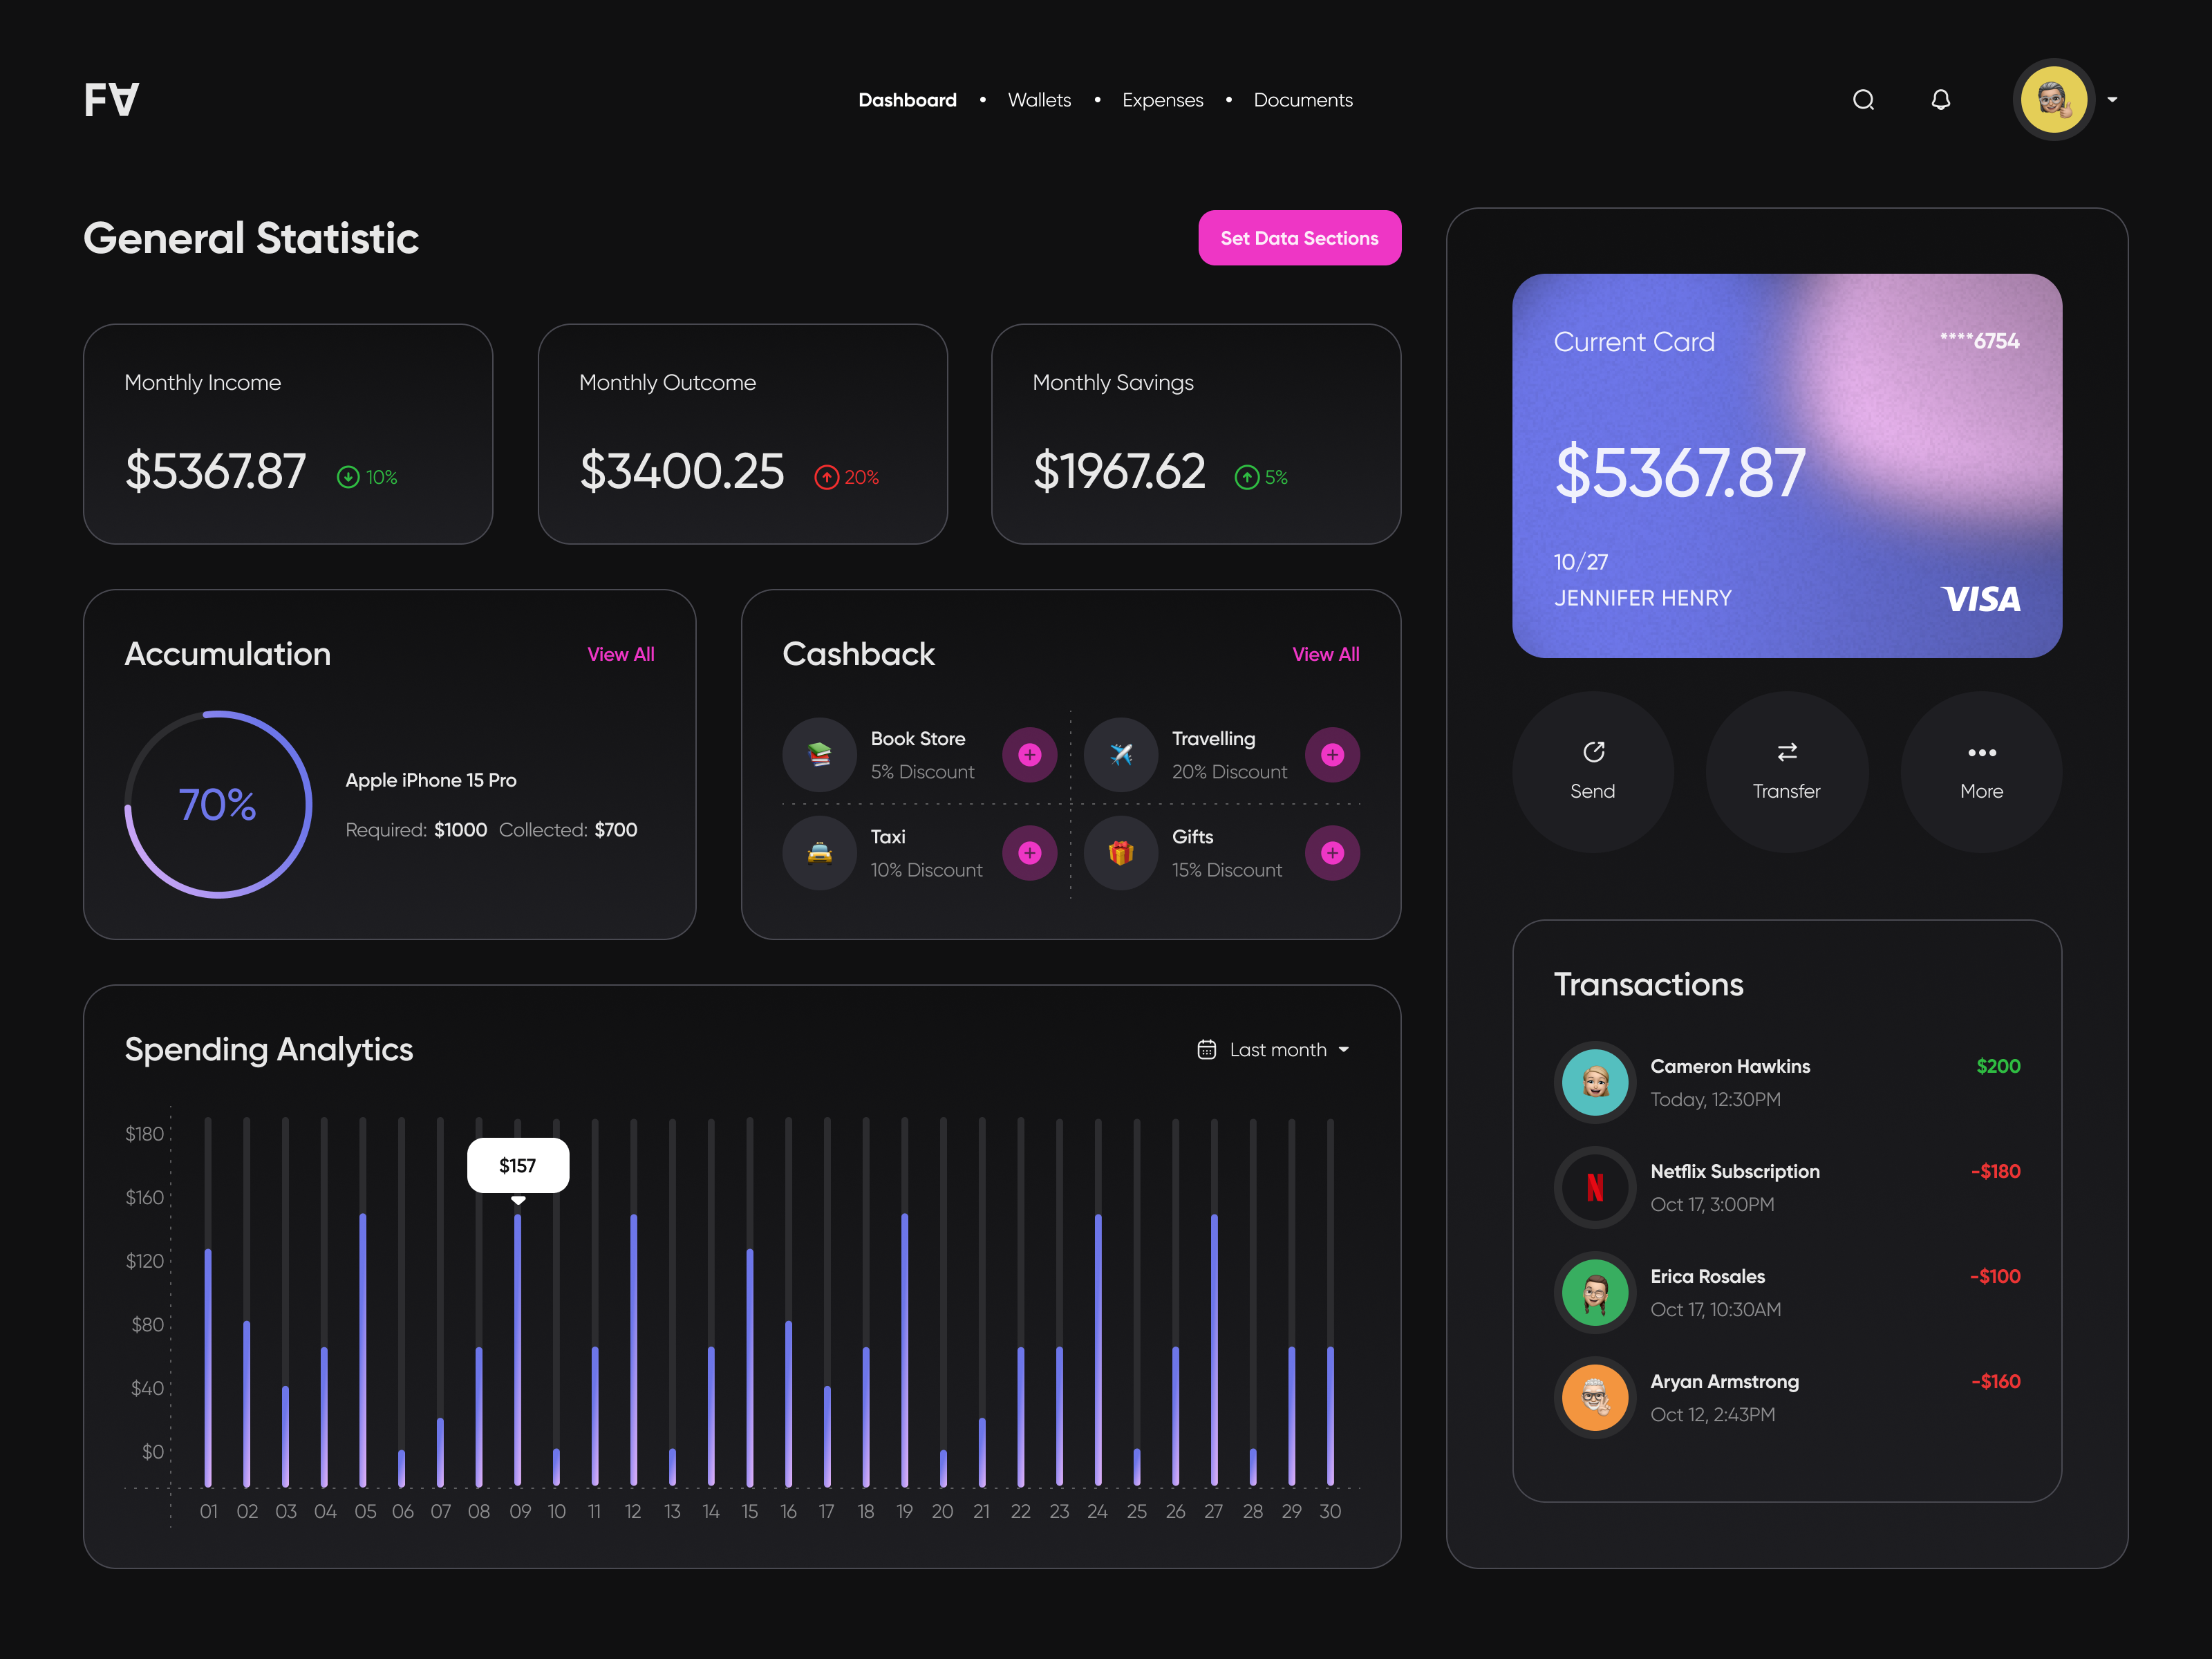 FA
Dashboard • Wallets • Expenses • Documents
General Statistic
Set Data Sections
Monthly Income
$5367.87 10%
Monthly Outcome
$3400.25 20%
Monthly Savings
$1967.62 5%
Accumulation View All
70%
Apple iPhone 15 Pro
Required: $1000 Collected: $700
Cashback View All
Book Store
5% Discount
Travelling
20% Discount
Taxi
10% Discount
Gifts
15% Discount
Spending Analytics
Last month
$180
$160
$120
$80
$40
$0
$157
01 02 03 04 05 06 07 08 09 10 11 12 13 14 15 16 17 18 19 20 21 22 23 24 25 26 27 28 29 30
Current Card ****6754
$5367.87
10/27
JENNIFER HENRY
VISA
Send
Transfer
More
Transactions
Cameron Hawkins $200
Today, 12:30PM
N
Netflix Subscription -$180
Oct 17, 3:00PM
Erica Rosales -$100
Oct 17, 10:30AM
Aryan Armstrong -$160
Oct 12, 2:43PM